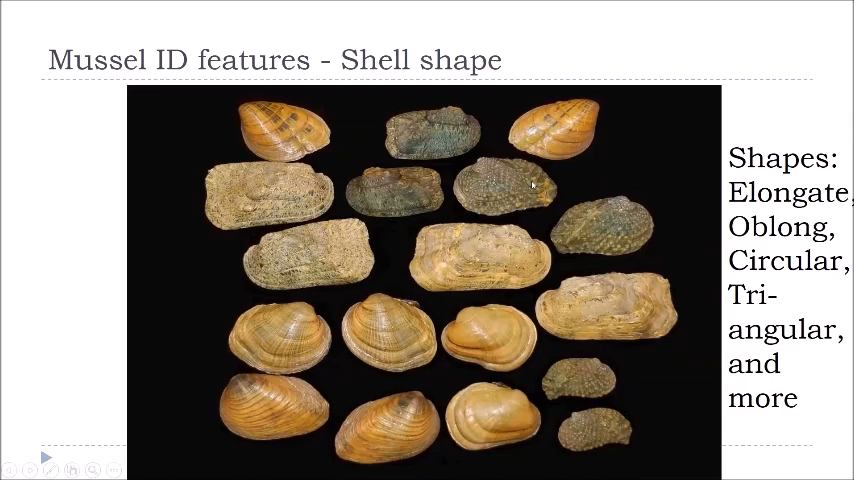 Mussel ID features - Shell shape
Shapes:
Elongate,
Oblong,
Circular,
Tri-
angular,
and
more